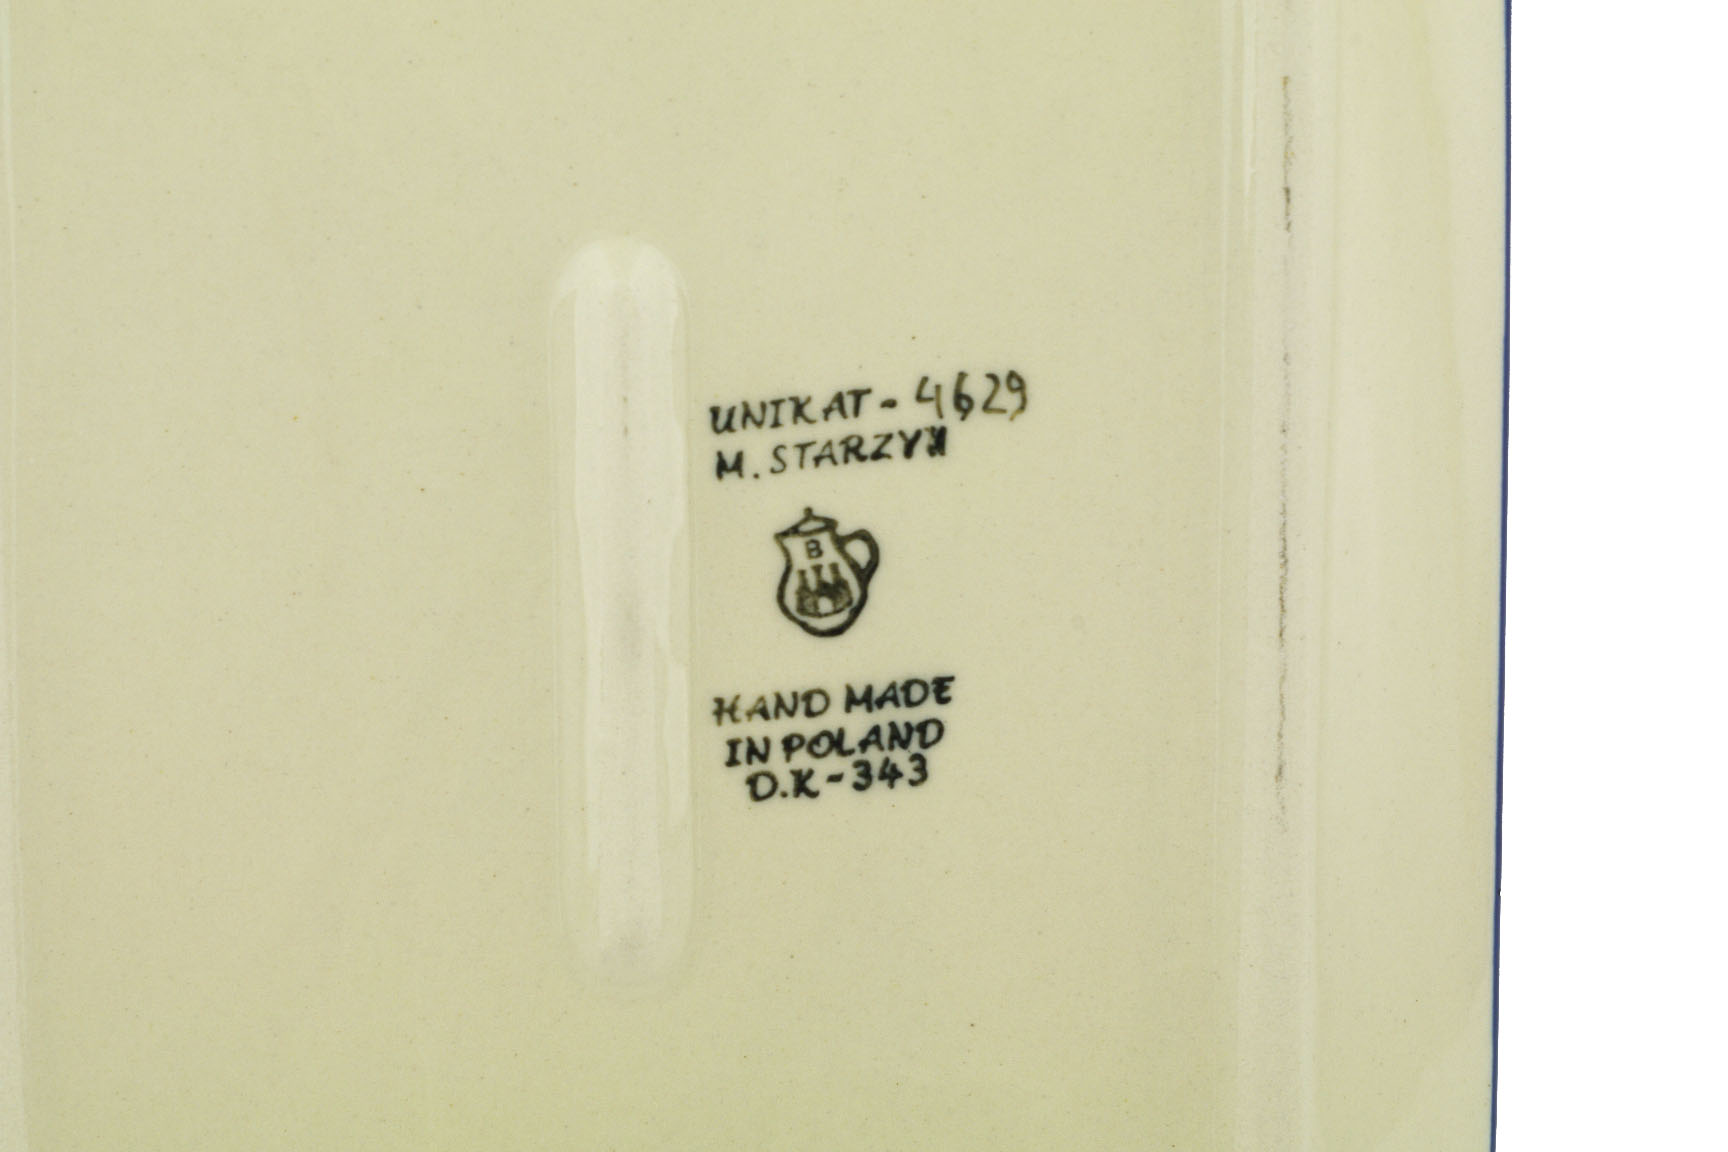 UNIKAT - 4629
M. STARZYK
B
HAND MADE
IN POLAND
D.K - 343